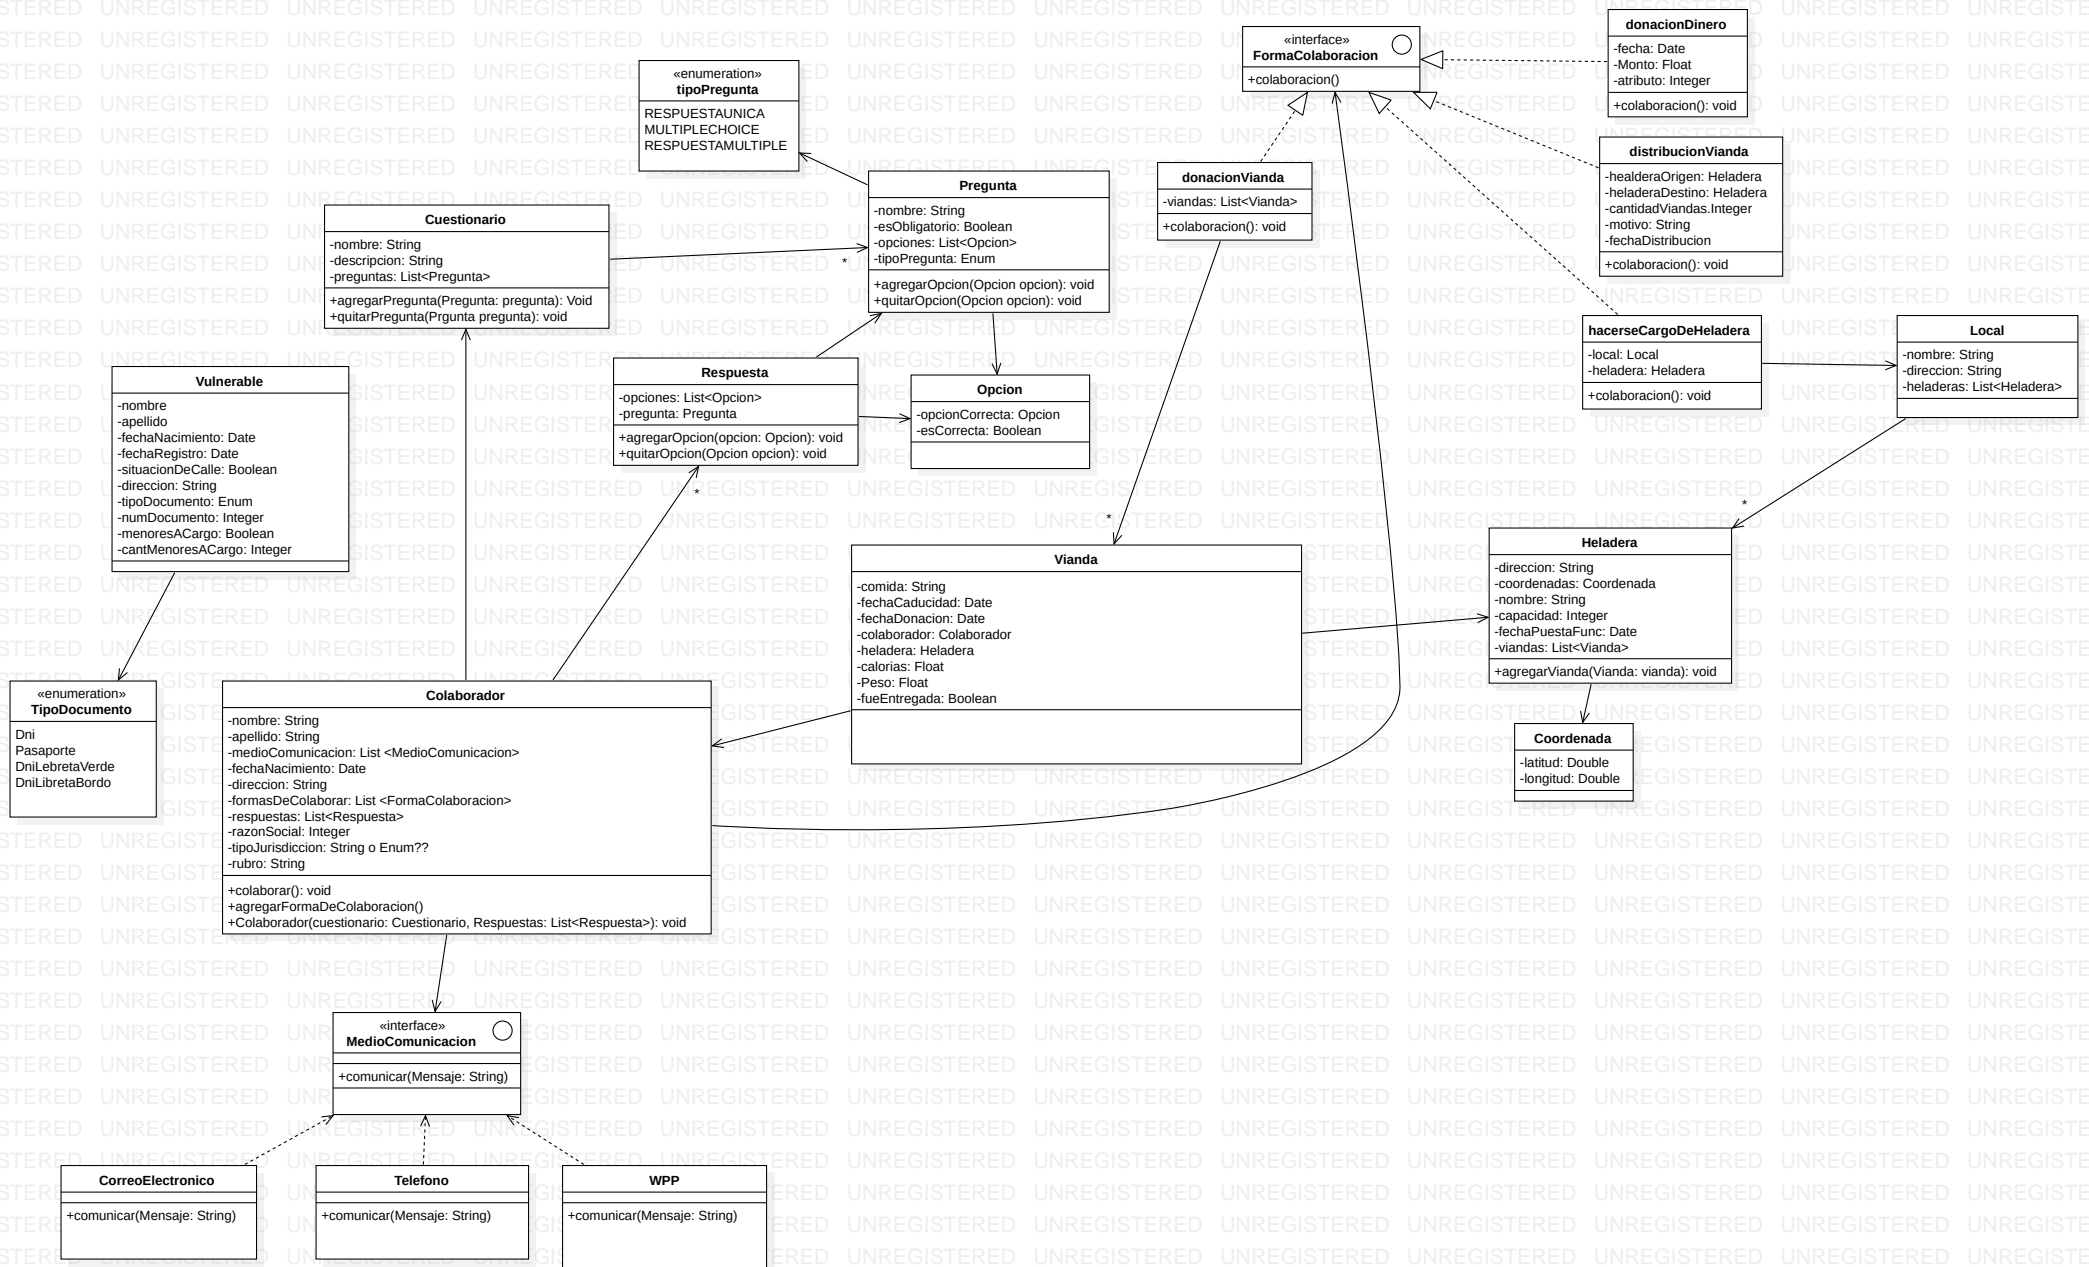 «enumeration»
tipoPregunta
RESPUESTAUNICA
MULTIPLECHOICE
RESPUESTAMULTIPLE
«interface»
FormaColaboracion
+colaboracion()
donacionDinero
-fecha: Date
-Monto: Float
-atributo: Integer
+colaboracion(): void
distribucionVianda
-healderaOrigen: Heladera
-heladeraDestino: Heladera
-cantidadViandas.Integer
-motivo: String
-fechaDistribucion
+colaboracion(): void
donacionVianda
-viandas: List<Vianda>
+colaboracion(): void
Pregunta
-nombre: String
-esObligatorio: Boolean
-opciones: List<Opcion>
-tipoPregunta: Enum
+agregarOpcion(Opcion opcion): void
+quitarOpcion(Opcion opcion): void
Cuestionario
-nombre: String
-descripcion: String
-preguntas: List<Pregunta>
+agregarPregunta(Pregunta: pregunta): Void
+quitarPregunta(Prgunta pregunta): void
*
hacerseCargoDeHeladera
-local: Local
-heladera: Heladera
+colaboracion(): void
Local
-nombre: String
-direccion: String
-heladeras: List<Heladera>
Vulnerable
-nombre
-apellido
-fechaNacimiento: Date
-fechaRegistro: Date
-situacionDeCalle: Boolean
-direccion: String
-tipoDocumento: Enum
-numDocumento: Integer
-menoresACargo: Boolean
-cantMenoresACargo: Integer
Respuesta
-opciones: List<Opcion>
-pregunta: Pregunta
+agregarOpcion(opcion: Opcion): void
+quitarOpcion(Opcion opcion): void
*
Opcion
-opcionCorrecta: Opcion
-esCorrecta: Boolean
*
*
Vianda
-comida: String
-fechaCaducidad: Date
-fechaDonacion: Date
-colaborador: Colaborador
-heladera: Heladera
-calorias: Float
-Peso: Float
-fueEntregada: Boolean
Heladera
-direccion: String
-coordenadas: Coordenada
-nombre: String
-capacidad: Integer
-fechaPuestaFunc: Date
-viandas: List<Vianda>
+agregarVianda(Vianda: vianda): void
Coordenada
-latitud: Double
-longitud: Double
«enumeration»
TipoDocumento
Dni
Pasaporte
DniLebretaVerde
DniLibretaBordo
Colaborador
-nombre: String
-apellido: String
-medioComunicacion: List <MedioComunicacion>
-fechaNacimiento: Date
-direccion: String
-formasDeColaborar: List <FormaColaboracion>
-respuestas: List<Respuesta>
-razonSocial: Integer
-tipoJurisdiccion: String o Enum??
-rubro: String
+colaborar(): void
+agregarFormaDeColaboracion()
+Colaborador(cuestionario: Cuestionario, Respuestas: List<Respuesta>): void
«interface»
MedioComunicacion
+comunicar(Mensaje: String)
CorreoElectronico
+comunicar(Mensaje: String)
Telefono
+comunicar(Mensaje: String)
WPP
+comunicar(Mensaje: String)
UNREGISTERED